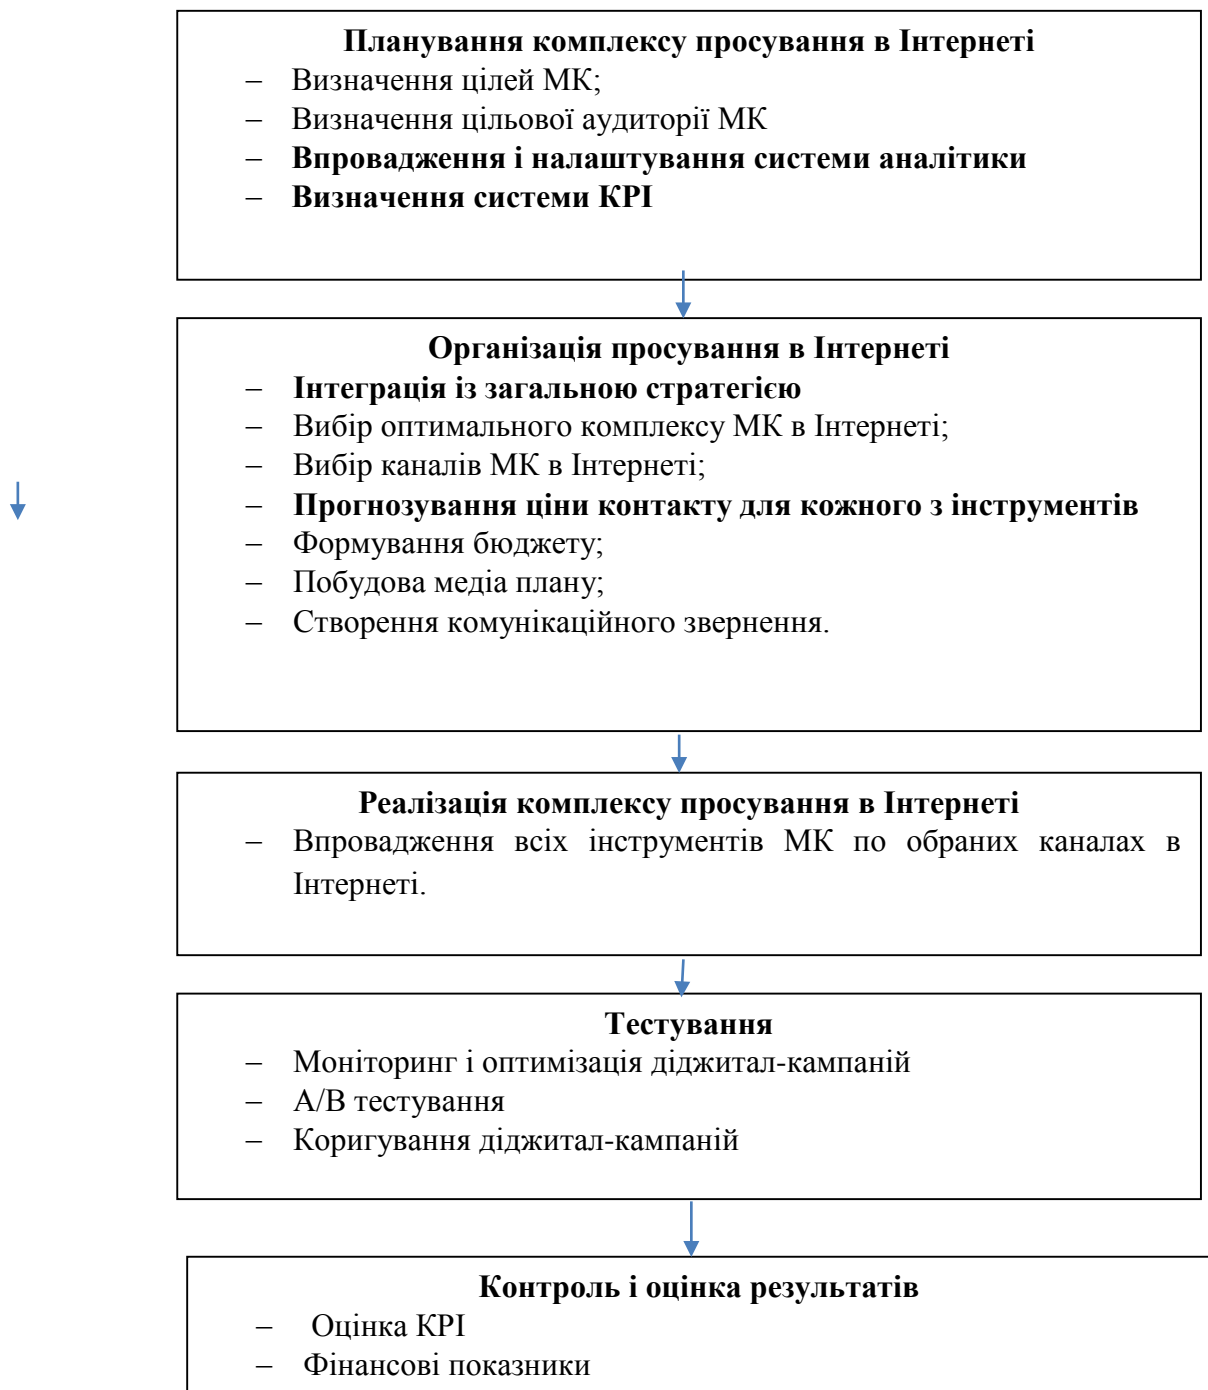 Планування комплексу просування в Інтернеті
– Визначення цілей МК;
– Визначення цільової аудиторії МК
– Впровадження і налаштування системи аналітики
– Визначення системи КРІ
Організація просування в Інтернеті
– Інтеграція із загальною стратегією
– Вибір оптимального комплексу МК в Інтернеті;
– Вибір каналів МК в Інтернеті;
– Прогнозування ціни контакту для кожного з інструментів
– Формування бюджету;
– Побудова медіа плану;
– Створення комунікаційного звернення.
Реалізація комплексу просування в Інтернеті
– Впровадження всіх інструментів МК по обраних каналах в
Інтернеті.
Тестування
– Моніторинг і оптимізація діджитал-кампаній
– А/В тестування
– Коригування діджитал-кампаній
Контроль і оцінка результатів
– Оцінка КРІ
– Фінансові показники